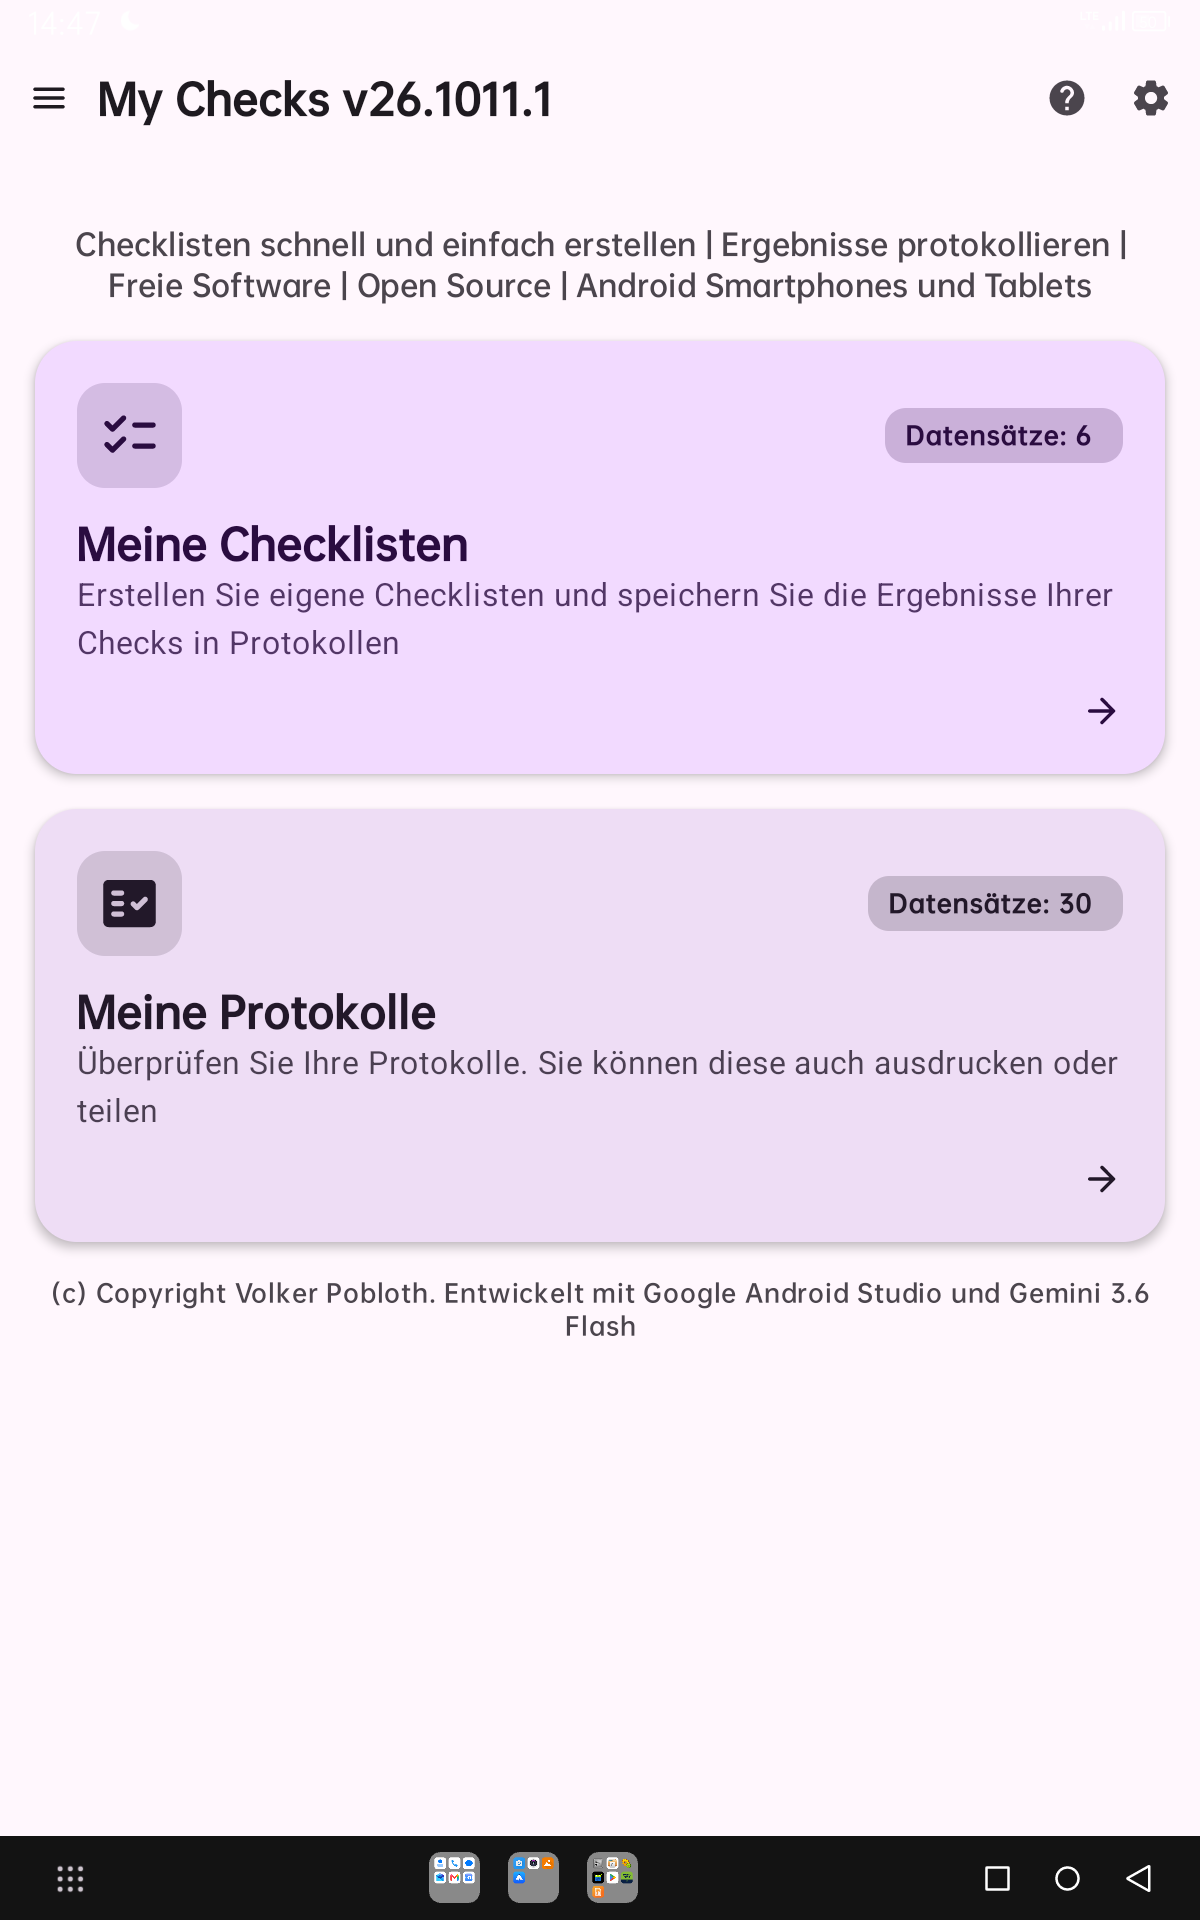 14:47
My Checks v26.1011.1
Checklisten schnell und einfach erstellen | Ergebnisse protokollieren |
Freie Software | Open Source | Android Smartphones und Tablets
Datensätze: 6
Meine Checklisten
Erstellen Sie eigene Checklisten und speichern Sie die Ergebnisse Ihrer
Checks in Protokollen
Datensätze: 30
Meine Protokolle
Überprüfen Sie Ihre Protokolle. Sie können diese auch ausdrucken oder
teilen
(c) Copyright Volker Pobloth. Entwickelt mit Google Android Studio und Gemini 3.6
Flash